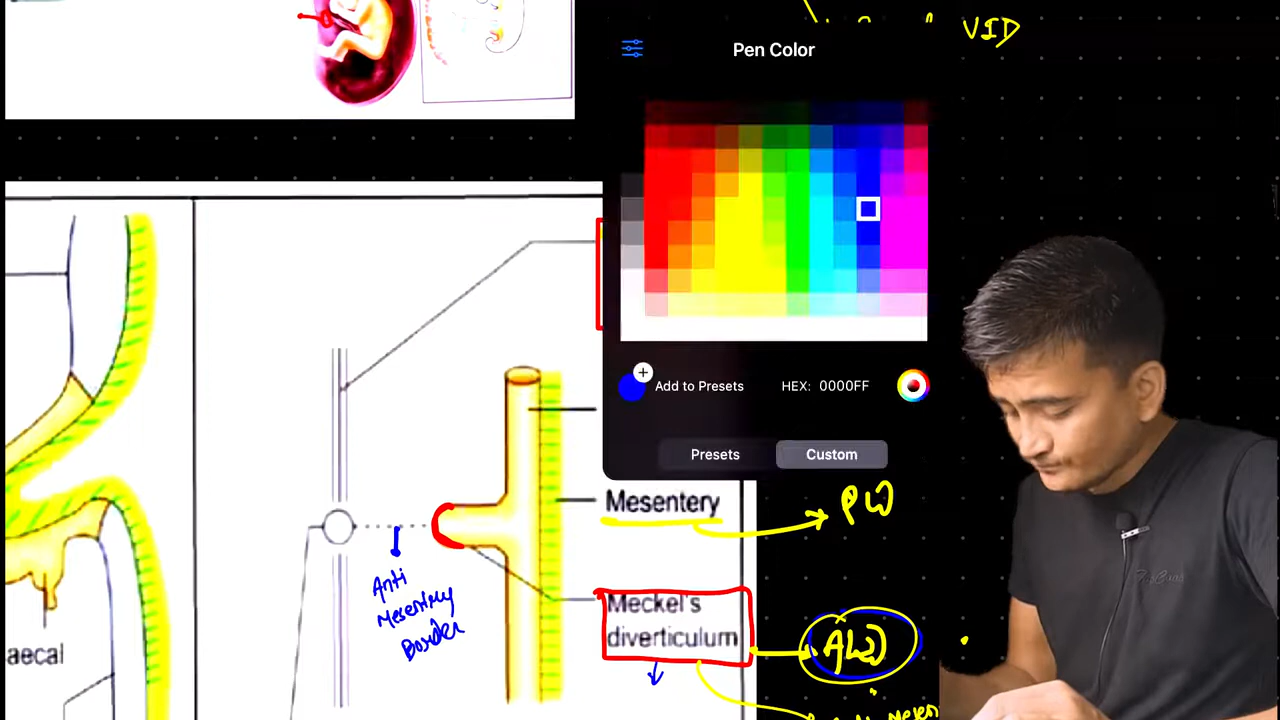 VID
Pen Color
Add to Presets HEX: 0000FF
Presets Custom
Mesentery → PW
Anti
Mesentery
Border
Meckel's
diverticulum
AW
aecal